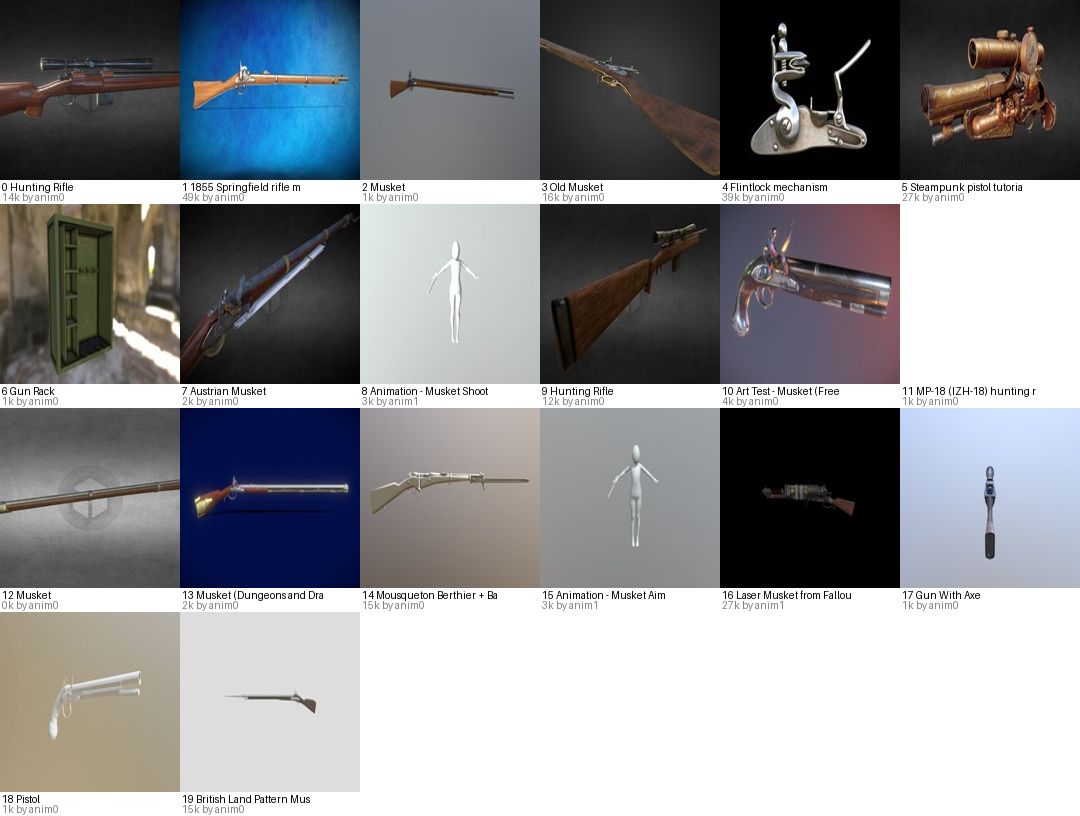 0 Hunting Rifle
14k by anim0
1 1855 Springfield rifle m
49k by anim0
2 Musket
1k by anim0
3 Old Musket
16k by anim0
4 Flintlock mechanism
39k by anim0
5 Steampunk pistol tutoria
27k by anim0
6 Gun Rack
1k by anim0
7 Austrian Musket
2k by anim0
8 Animation - Musket Shoot
3k by anim1
9 Hunting Rifle
12k by anim0
10 Art Test - Musket (Free
4k by anim0
11 MP-18 (IZH-18) hunting r
1k by anim0
12 Musket
0k by anim0
13 Musket (Dungeons and Dra
2k by anim0
14 Mousqueton Berthier + Ba
15k by anim0
15 Animation - Musket Aim
3k by anim1
16 Laser Musket from Fallou
27k by anim1
17 Gun With Axe
1k by anim0
18 Pistol
1k by anim0
19 British Land Pattern Mus
15k by anim0